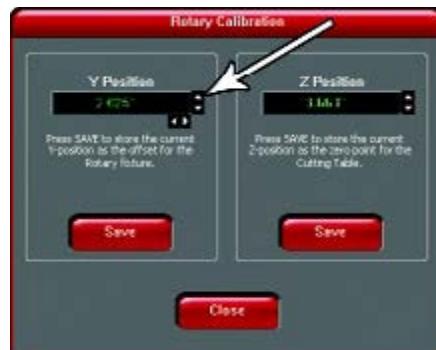 Rotary Calibration
Y Position
Z Position
Press SAVE to store the current
Y-position as the offset for the
Rotary fixture.
Press SAVE to store the current
Z-position as the zero point for the
Cutting Table.
Save
Save
Close